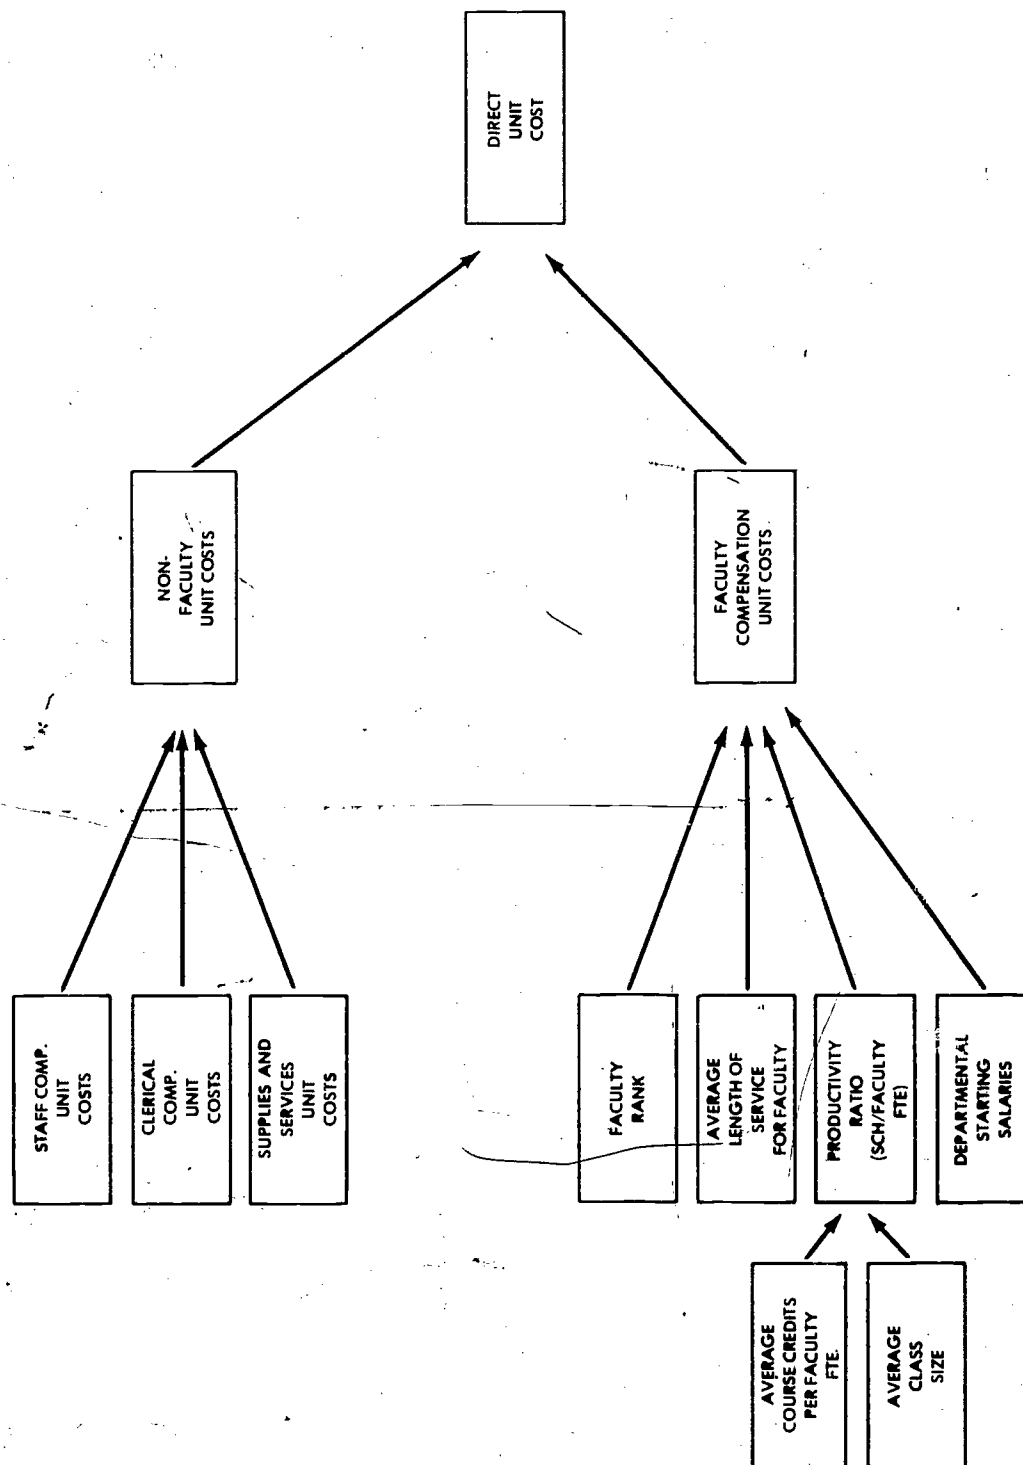 STAFF COMP.
UNIT
COSTS
CLERICAL
COMP.
UNIT
COSTS
SUPPLIES AND
SERVICES
UNIT
COSTS
NON-
FACULTY
UNIT COSTS
DIRECT
UNIT
COST
FACULTY
RANK
AVERAGE
LENGTH OF
SERVICE
FOR FACULTY
FACULTY
COMPENSATION
UNIT COSTS
AVERAGE
COURSE CREDITS
PER FACULTY
FTE.
PRODUCTIVITY
RATIO
(SCH/FACULTY
FTE)
AVERAGE
CLASS
SIZE
DEPARTMENTAL
STARTING
SALARIES